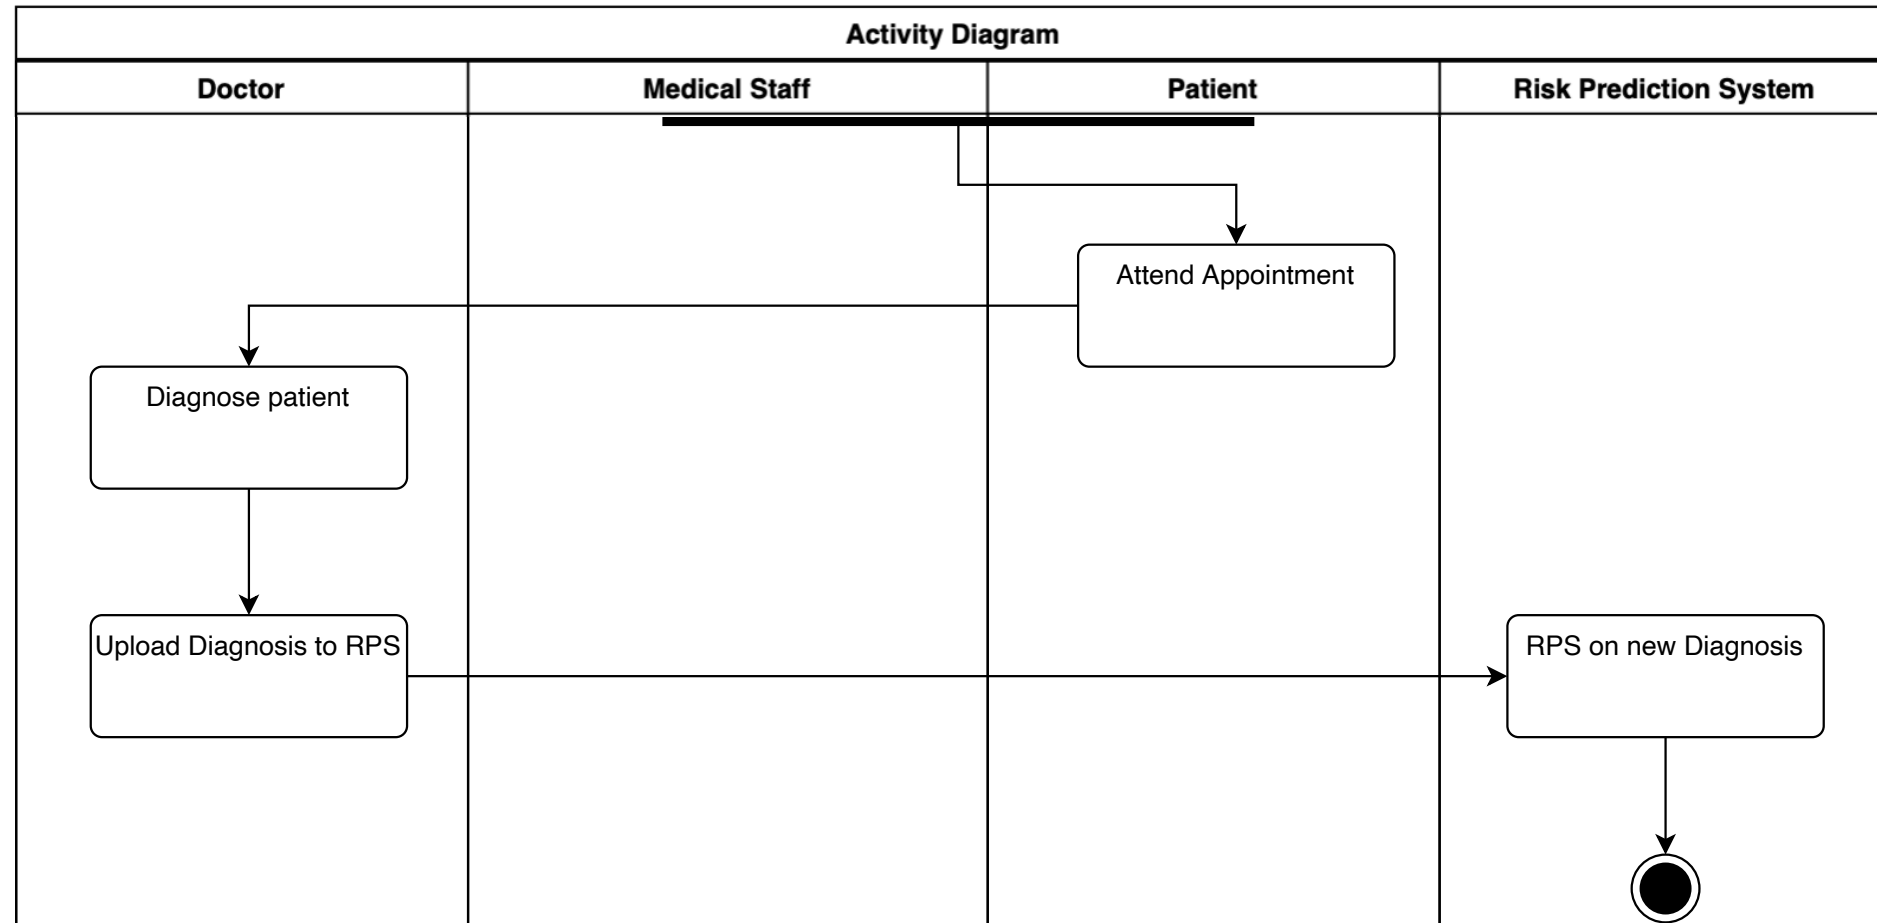 Activity Diagram
Doctor
Medical Staff
Patient
Risk Prediction System
Attend Appointment
Diagnose patient
Upload Diagnosis to RPS
RPS on new Diagnosis